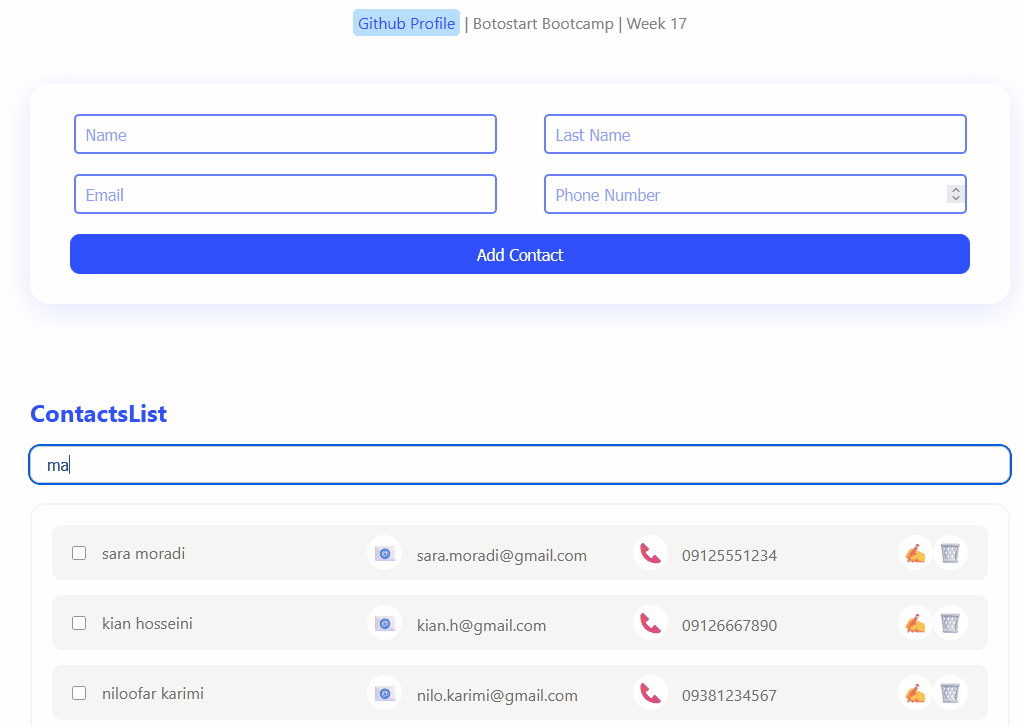 Github Profile | Botostart Bootcamp | Week 17
Name
Last Name
Email
Phone Number
Add Contact
ContactsList
ma
sara moradi sara.moradi@gmail.com 09125551234
kian hosseini kian.h@gmail.com 09126667890
niloofar karimi nilo.karimi@gmail.com 09381234567